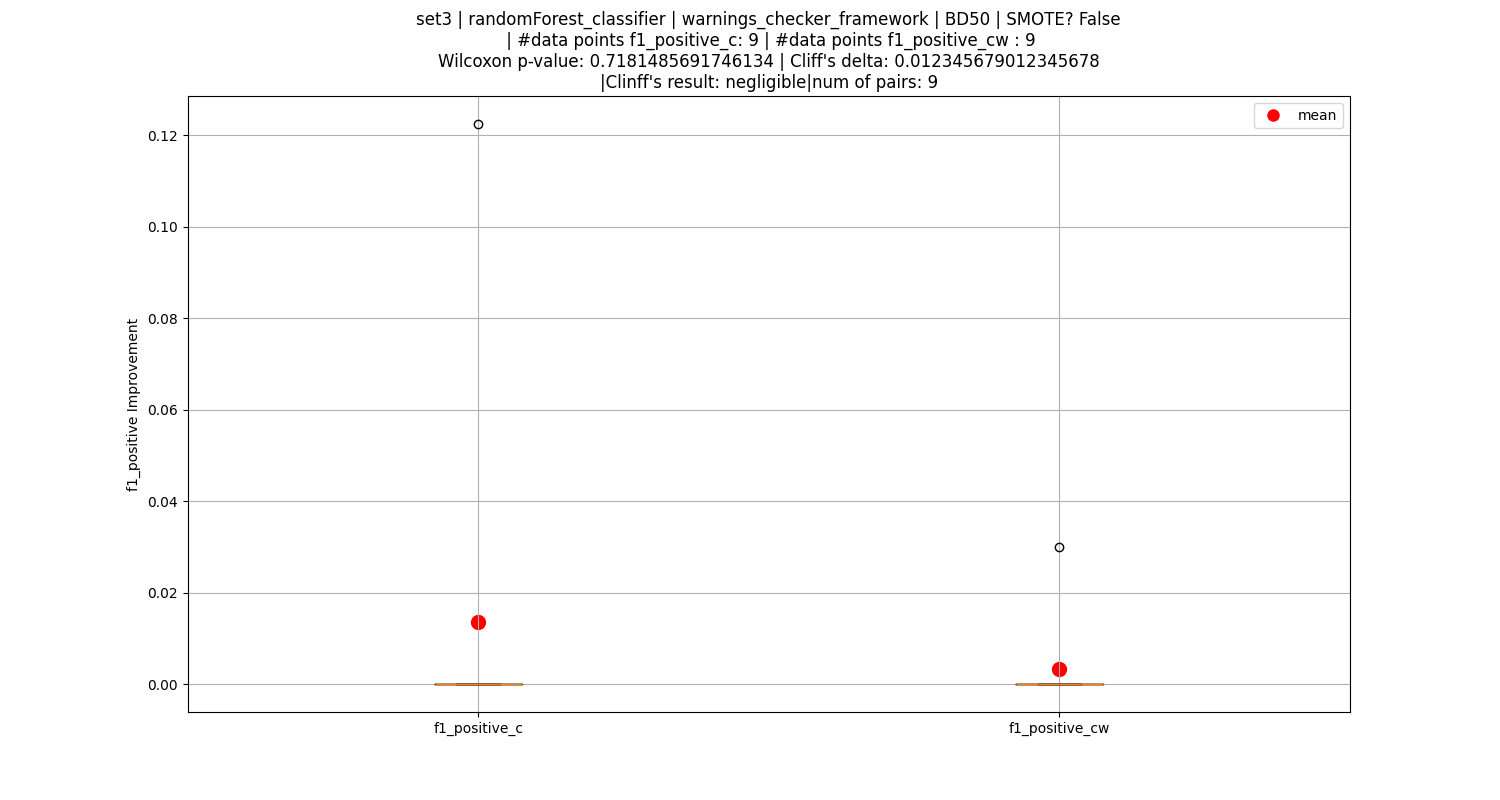 set3 | randomForest_classifier | warnings_checker_framework | BD50 | SMOTE? False
| #data points f1_positive_c: 9 | #data points f1_positive_cw : 9
Wilcoxon p-value: 0.7181485691746134 | Cliff's delta: 0.012345679012345678
|Clinff's result: negligible|num of pairs: 9
mean
f1_positive Improvement
0.12
0.10
0.08
0.06
0.04
0.02
0.00
f1_positive_c
f1_positive_cw